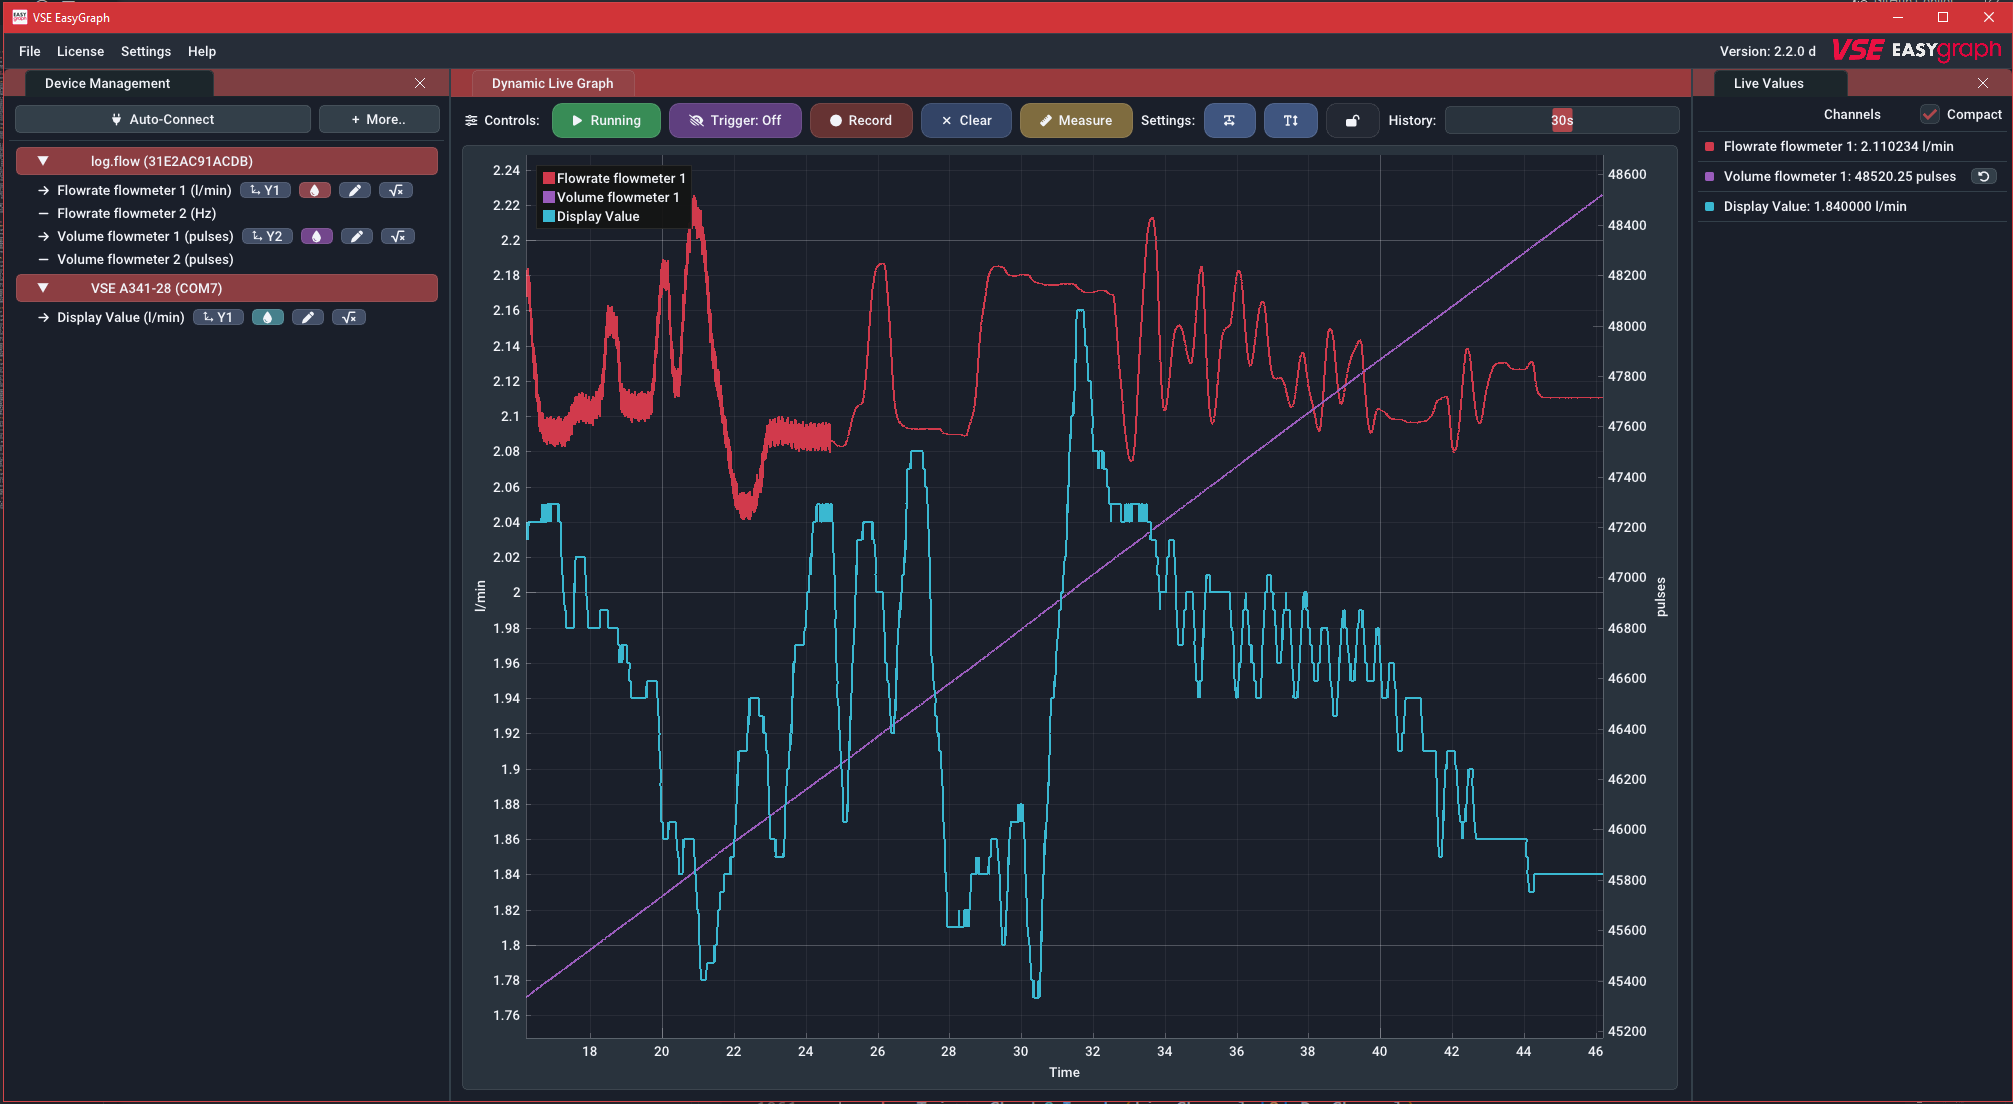 VSE EasyGraph
File License Settings Help
Version: 2.2.0 d VSE EASYgraph
Device Management
Auto-Connect
+ More..
log.flow (31E2AC91ACDB)
Flowrate flowmeter 1 (l/min) Y1 √x
Flowrate flowmeter 2 (Hz)
Volume flowmeter 1 (pulses) Y2 √x
Volume flowmeter 2 (pulses)
VSE A341-28 (COM7)
Display Value (l/min) Y1 √x
Dynamic Live Graph
Controls: Running Trigger: Off Record Clear Measure Settings: History: 30s
Flowrate flowmeter 1
Volume flowmeter 1
Display Value
2.24
2.22
2.2
2.18
2.16
2.14
2.12
2.1
2.08
2.06
2.04
2.02
2
1.98
1.96
1.94
1.92
1.9
1.88
1.86
1.84
1.82
1.8
1.78
1.76
l/min
48600
48400
48200
48000
47800
47600
47400
47200
47000
46800
46600
46400
46200
46000
45800
45600
45400
45200
pulses
18 20 22 24 26 28 30 32 34 36 38 40 42 44 46
Time
Live Values
Channels Compact
Flowrate flowmeter 1: 2.110234 l/min
Volume flowmeter 1: 48520.25 pulses
Display Value: 1.840000 l/min